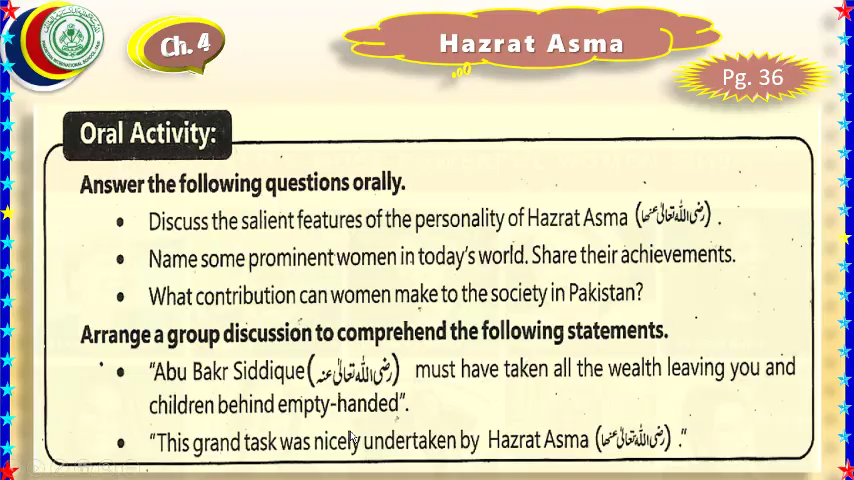 Ch. 4
Hazrat Asma
Pg. 36
Oral Activity:
Answer the following questions orally.
• Discuss the salient features of the personality of Hazrat Asma (رضی اللہ تعالیٰ عنہا).
• Name some prominent women in today's world. Share their achievements.
• What contribution can women make to the society in Pakistan?
Arrange a group discussion to comprehend the following statements.
• "Abu Bakr Siddique (رضی اللہ تعالیٰ عنہ) must have taken all the wealth leaving you and
children behind empty-handed".
• "This grand task was nicely undertaken by Hazrat Asma (رضی اللہ تعالیٰ عنہا)."